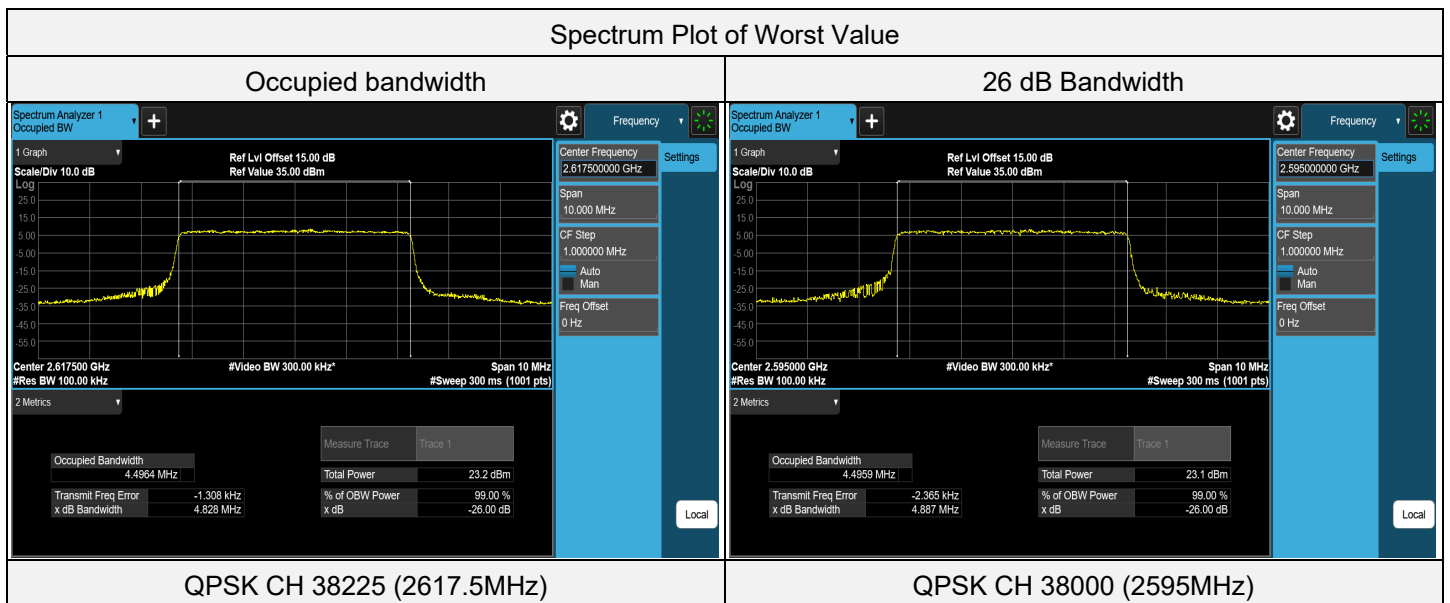 Spectrum Plot of Worst Value
Occupied bandwidth
26 dB Bandwidth
Spectrum Analyzer 1
Occupied BW
+
Frequency
1 Graph
Ref Lvl Offset 15.00 dB
Scale/Div 10.0 dB
Ref Value 35.00 dBm
Log
25.0
15.0
5.00
-5.00
-15.0
-25.0
-35.0
-45.0
-55.0
Center 2.617500 GHz
#Video BW 300.00 kHz*
Span 10 MHz
#Res BW 100.00 kHz
#Sweep 300 ms (1001 pts)
Center Frequency
2.617500000 GHz
Settings
Span
10.000 MHz
CF Step
1.000000 MHz
Auto
Man
Freq Offset
0 Hz
2 Metrics
Measure Trace Trace 1
Occupied Bandwidth
4.4964 MHz
Total Power 23.2 dBm
Transmit Freq Error -1.308 kHz
% of OBW Power 99.00 %
x dB Bandwidth 4.828 MHz
x dB -26.00 dB
Local
Spectrum Analyzer 1
Occupied BW
+
Frequency
1 Graph
Ref Lvl Offset 15.00 dB
Scale/Div 10.0 dB
Ref Value 35.00 dBm
Log
25.0
15.0
5.00
-5.00
-15.0
-25.0
-35.0
-45.0
-55.0
Center 2.595000 GHz
#Video BW 300.00 kHz*
Span 10 MHz
#Res BW 100.00 kHz
#Sweep 300 ms (1001 pts)
Center Frequency
2.595000000 GHz
Settings
Span
10.000 MHz
CF Step
1.000000 MHz
Auto
Man
Freq Offset
0 Hz
2 Metrics
Measure Trace Trace 1
Occupied Bandwidth
4.4959 MHz
Total Power 23.1 dBm
Transmit Freq Error -2.365 kHz
% of OBW Power 99.00 %
x dB Bandwidth 4.887 MHz
x dB -26.00 dB
Local
QPSK CH 38225 (2617.5MHz)
QPSK CH 38000 (2595MHz)